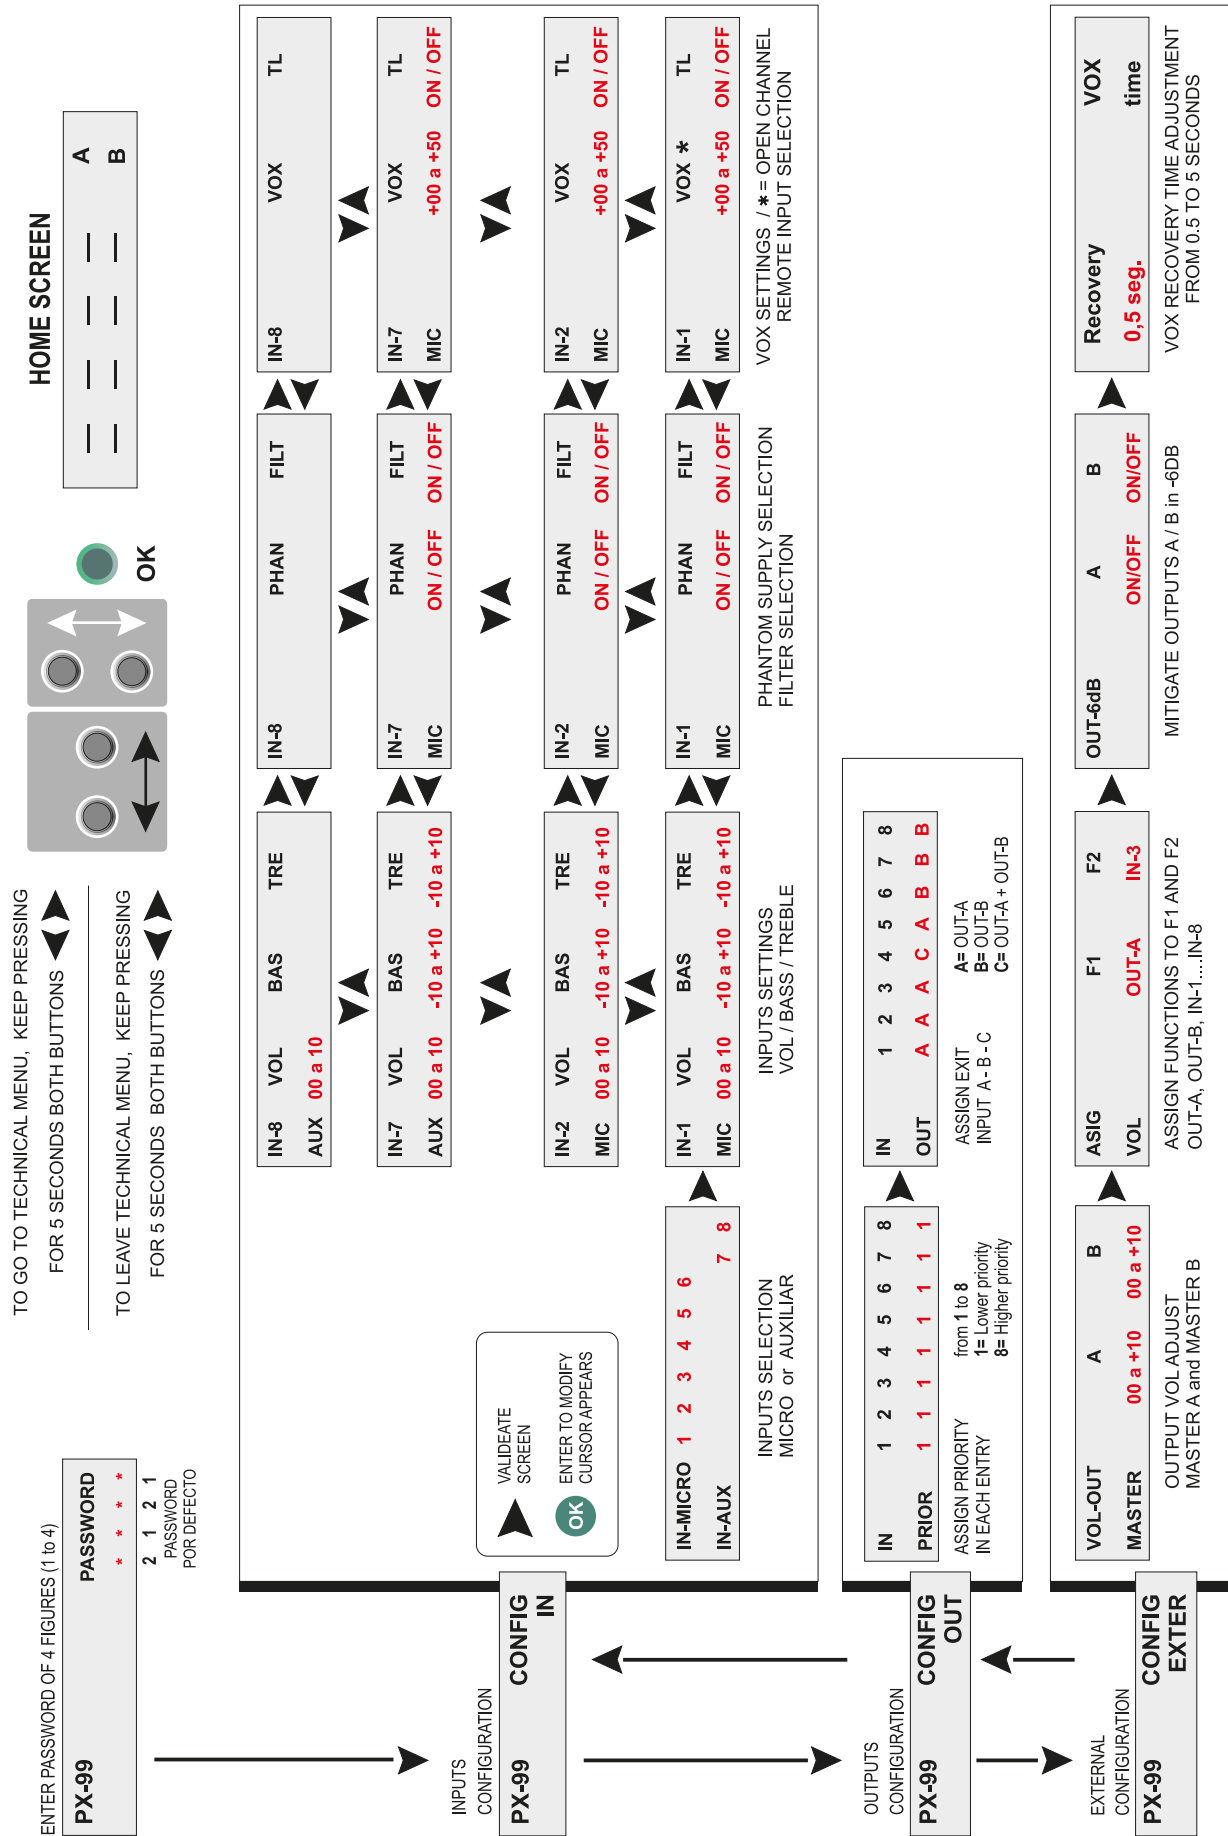 ENTER PASSWORD OF 4 FIGURES (1 to 4)
PX-99 PASSWORD
* * * *
2 1 2 1
PASSWORD
POR DEFECTO
TO GO TO TECHNICAL MENU, KEEP PRESSING
FOR 5 SECONDS BOTH BUTTONS
TO LEAVE TECHNICAL MENU, KEEP PRESSING
FOR 5 SECONDS BOTH BUTTONS
OK
HOME SCREEN
A
B
INPUTS
CONFIGURATION
PX-99 CONFIG
IN
VALIDEATE
SCREEN
OK
ENTER TO MODIFY
CURSOR APPEARS
IN-8 VOL BAS TRE
AUX 00 a 10
IN-8 PHAN FILT
IN-8 VOX TL
IN-7 VOL BAS TRE
AUX 00 a 10 -10 a +10 -10 a +10
IN-7 PHAN FILT
MIC ON / OFF ON / OFF
IN-7 VOX TL
MIC +00 a +50 ON / OFF
IN-2 VOL BAS TRE
MIC 00 a 10 -10 a +10 -10 a +10
IN-2 PHAN FILT
MIC ON / OFF ON / OFF
IN-2 VOX TL
MIC +00 a +50 ON / OFF
IN-MICRO 1 2 3 4 5 6
IN-AUX 7 8
INPUTS SELECTION
MICRO or AUXILIAR
IN-1 VOL BAS TRE
MIC 00 a 10 -10 a +10 -10 a +10
INPUTS SETTINGS
VOL / BASS / TREBLE
IN-1 PHAN FILT
MIC ON / OFF ON / OFF
PHANTOM SUPPLY SELECTION
FILTER SELECTION
IN-1 VOX * TL
MIC +00 a +50 ON / OFF
VOX SETTINGS / * = OPEN CHANNEL
REMOTE INPUT SELECTION
OUTPUTS
CONFIGURATION
PX-99 CONFIG
OUT
IN 1 2 3 4 5 6 7 8
PRIOR 1 1 1 1 1 1 1 1
ASSIGN PRIORITY
IN EACH ENTRY
from 1 to 8
1= Lower priority
8= Higher priority
IN 1 2 3 4 5 6 7 8
OUT A A A C A B B B
ASSIGN EXIT
INPUT A - B - C
A= OUT-A
B= OUT-B
C= OUT-A + OUT-B
EXTERNAL
CONFIGURATION
PX-99 CONFIG
EXTER
VOL-OUT A B
MASTER 00 a +10 00 a +10
OUTPUT VOL ADJUST
MASTER A and MASTER B
ASIG F1 F2
VOL OUT-A IN-3
ASSIGN FUNCTIONS TO F1 AND F2
OUT-A, OUT-B, IN-1....IN-8
OUT-6dB A B
ON/OFF ON/OFF
MITIGATE OUTPUTS A / B in -6DB
Recovery VOX
0,5 seg. time
VOX RECOVERY TIME ADJUSTMENT
FROM 0.5 TO 5 SECONDS